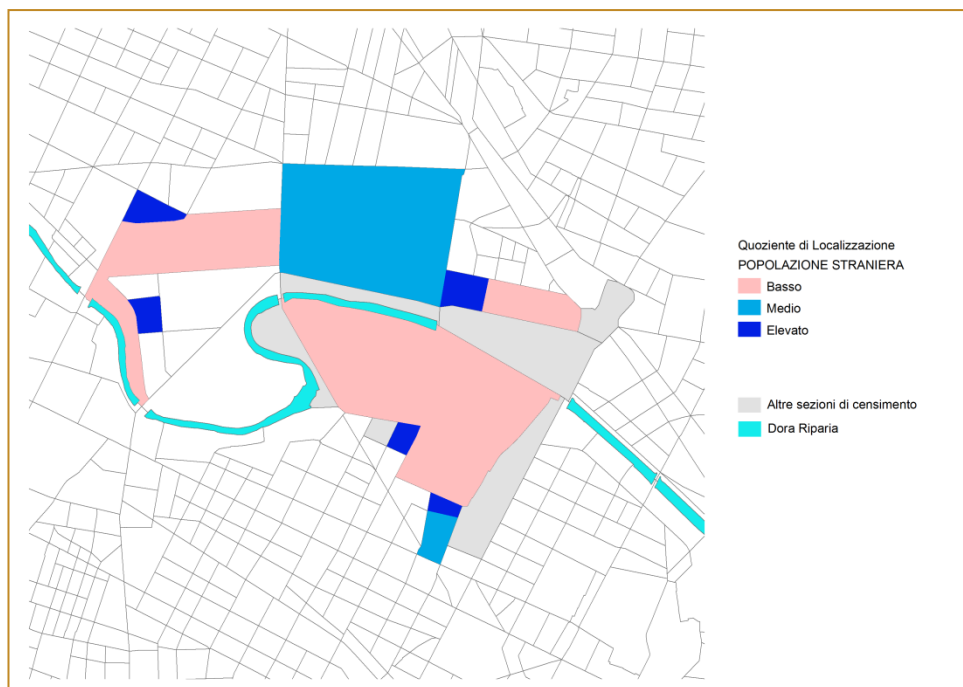 Quoziente di Localizzazione
POPOLAZIONE STRANIERA
Basso
Medio
Elevato
Altre sezioni di censimento
Dora Riparia